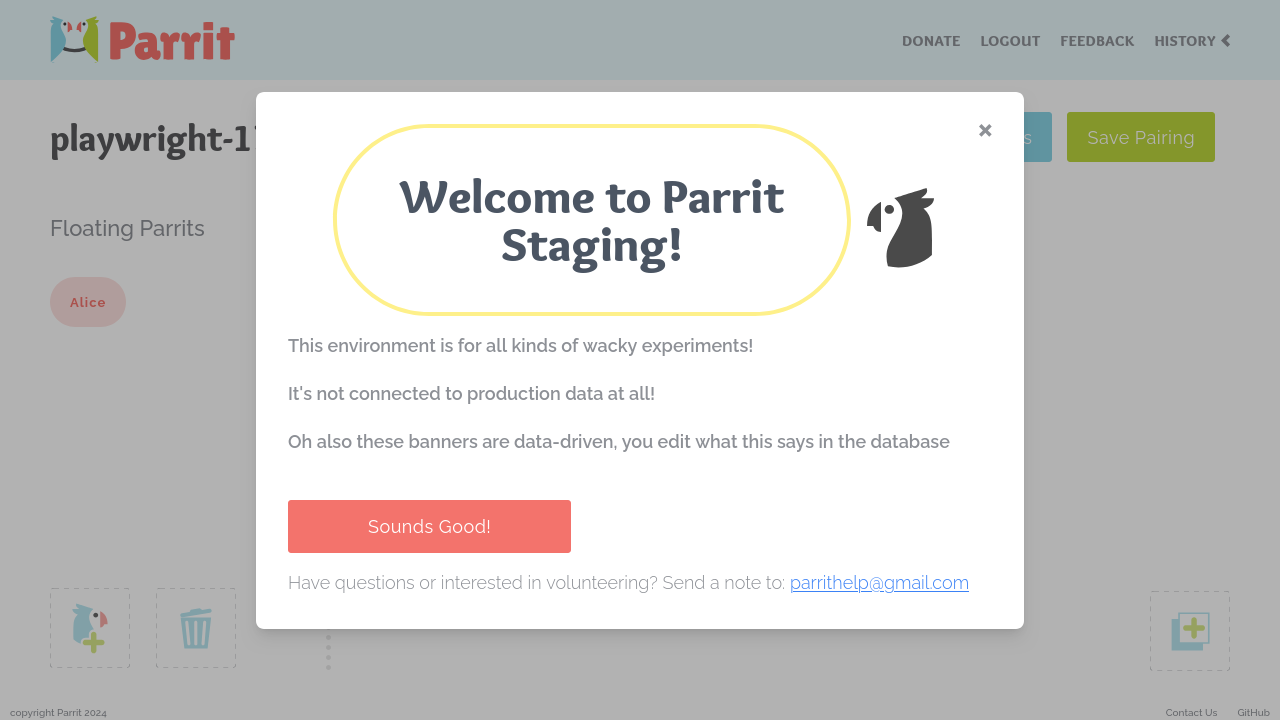 Parrit
DONATE LOGOUT FEEDBACK HISTORY
playwright-1
s
Save Pairing
Floating Parrits
Alice
Welcome to Parrit
Staging!
This environment is for all kinds of wacky experiments!
It's not connected to production data at all!
Oh also these banners are data-driven, you edit what this says in the database
Sounds Good!
Have questions or interested in volunteering? Send a note to: parrithelp@gmail.com
copyright Parrit 2024
Contact Us GitHub